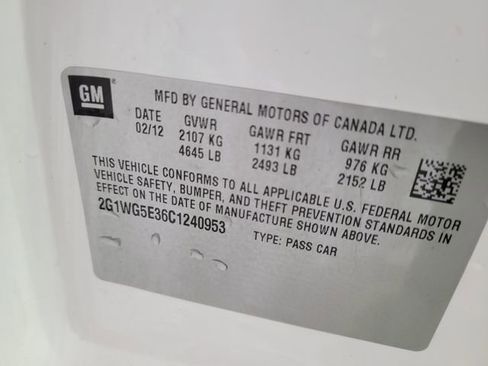 GM
MFD BY GENERAL MOTORS OF CANADA LTD.
DATE GVWR GAWR FRT GAWR RR
02/12 2107 KG 1131 KG 976 KG
4645 LB 2493 LB 2152 LB
THIS VEHICLE CONFORMS TO ALL APPLICABLE U.S. FEDERAL MOTOR
VEHICLE SAFETY, BUMPER, AND THEFT PREVENTION STANDARDS IN
EFFECT ON THE DATE OF MANUFACTURE SHOWN ABOVE.
2G1WG5E36C1240953 TYPE: PASS CAR